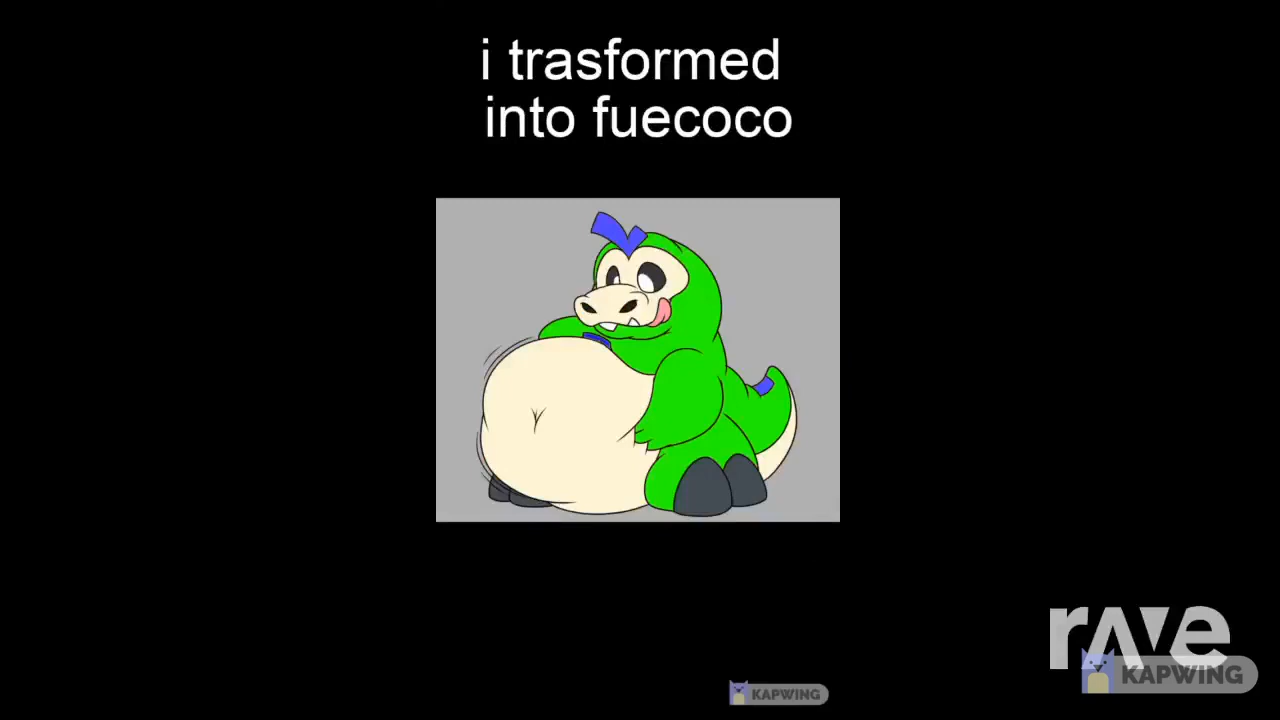 i trasformed
into fuecoco
rave
KAPWING
KAPWING